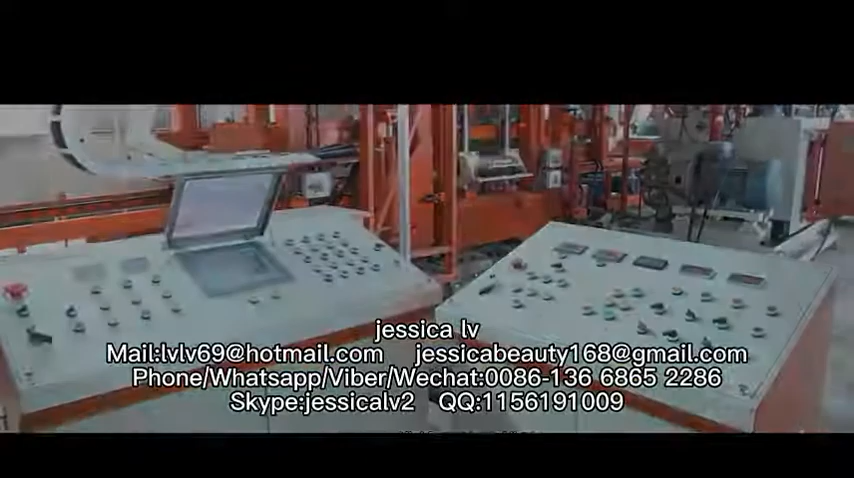 jessica lv
Mail:lvlv69@hotmail.com jessicabeauty168@gmail.com
Phone/Whatsapp/Viber/Wechat:0086-136 6865 2286
Skype:jessicalv2 QQ:1156191009